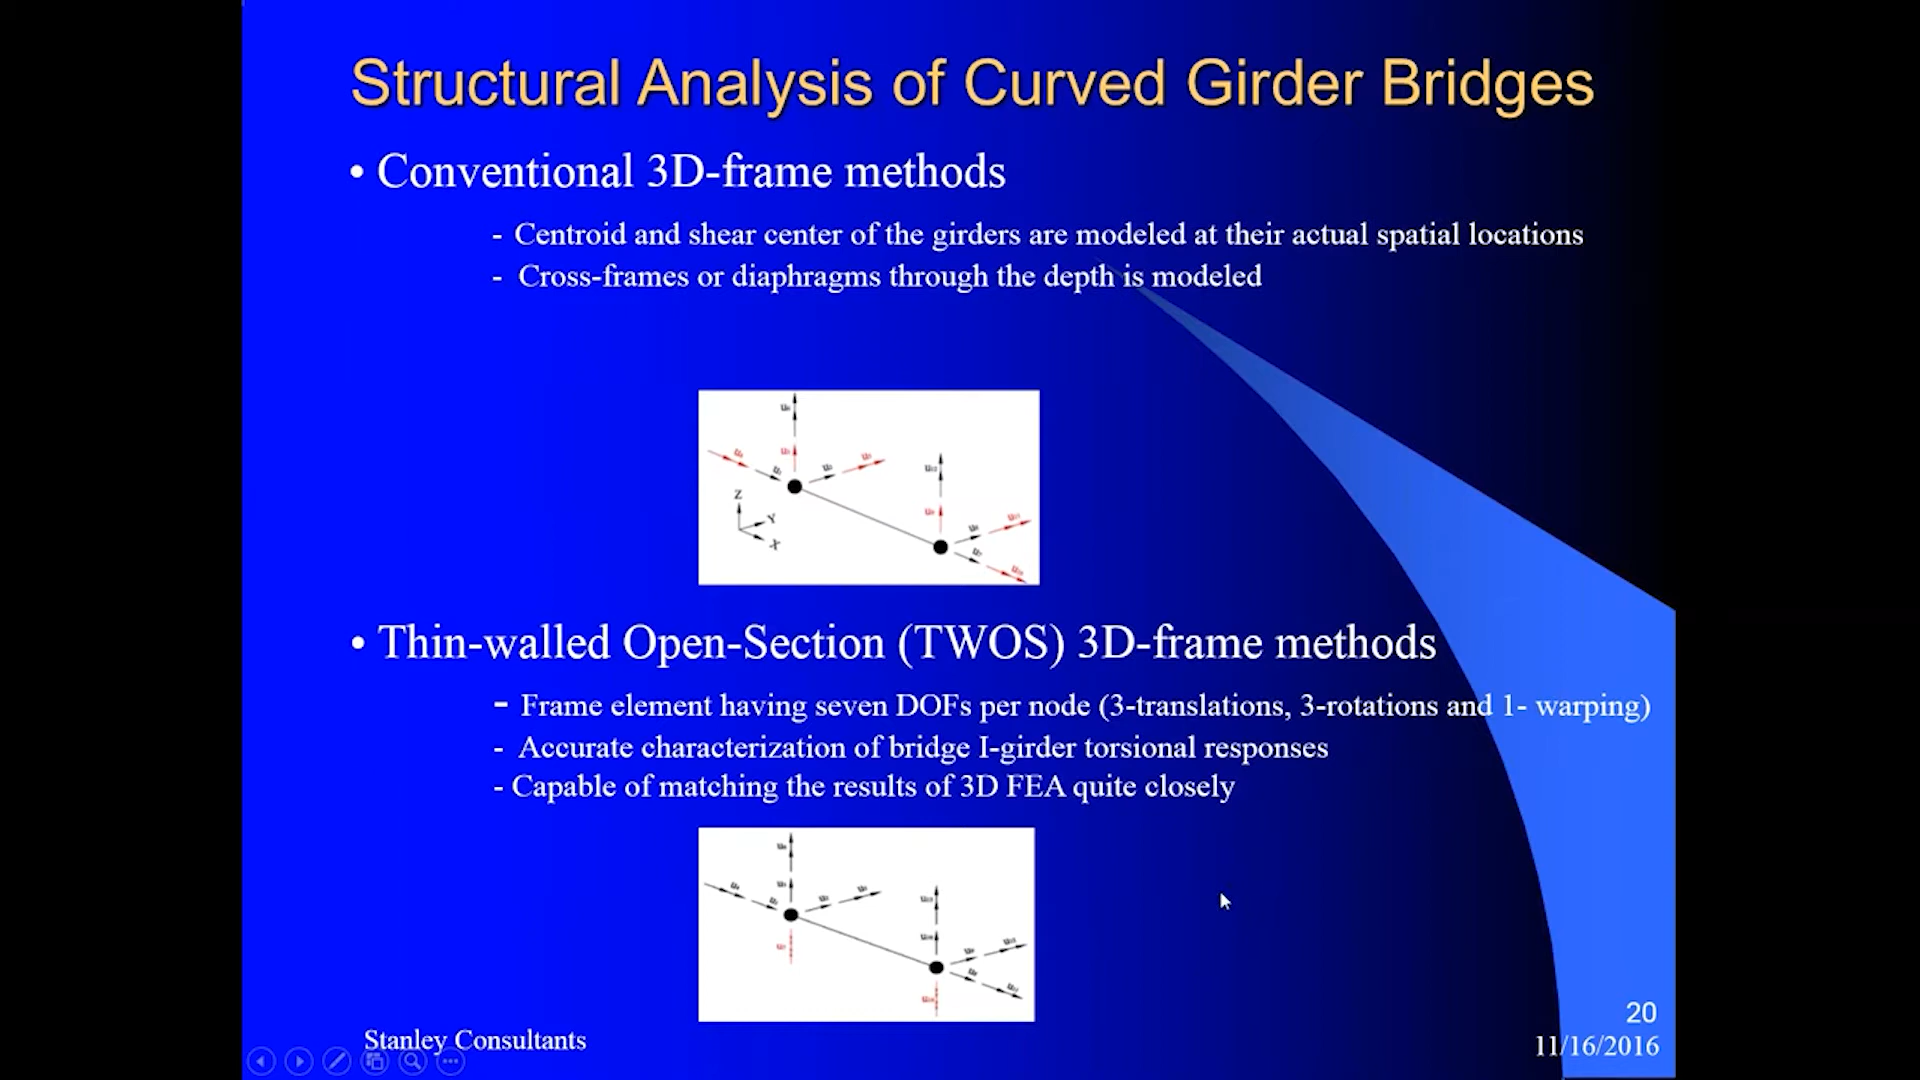 Structural Analysis of Curved Girder Bridges
• Conventional 3D-frame methods
- Centroid and shear center of the girders are modeled at their actual spatial locations
- Cross-frames or diaphragms through the depth is modeled
Z
Y
X
• Thin-walled Open-Section (TWOS) 3D-frame methods
- Frame element having seven DOFs per node (3-translations, 3-rotations and 1- warping)
- Accurate characterization of bridge I-girder torsional responses
- Capable of matching the results of 3D FEA quite closely
20
Stanley Consultants
11/16/2016